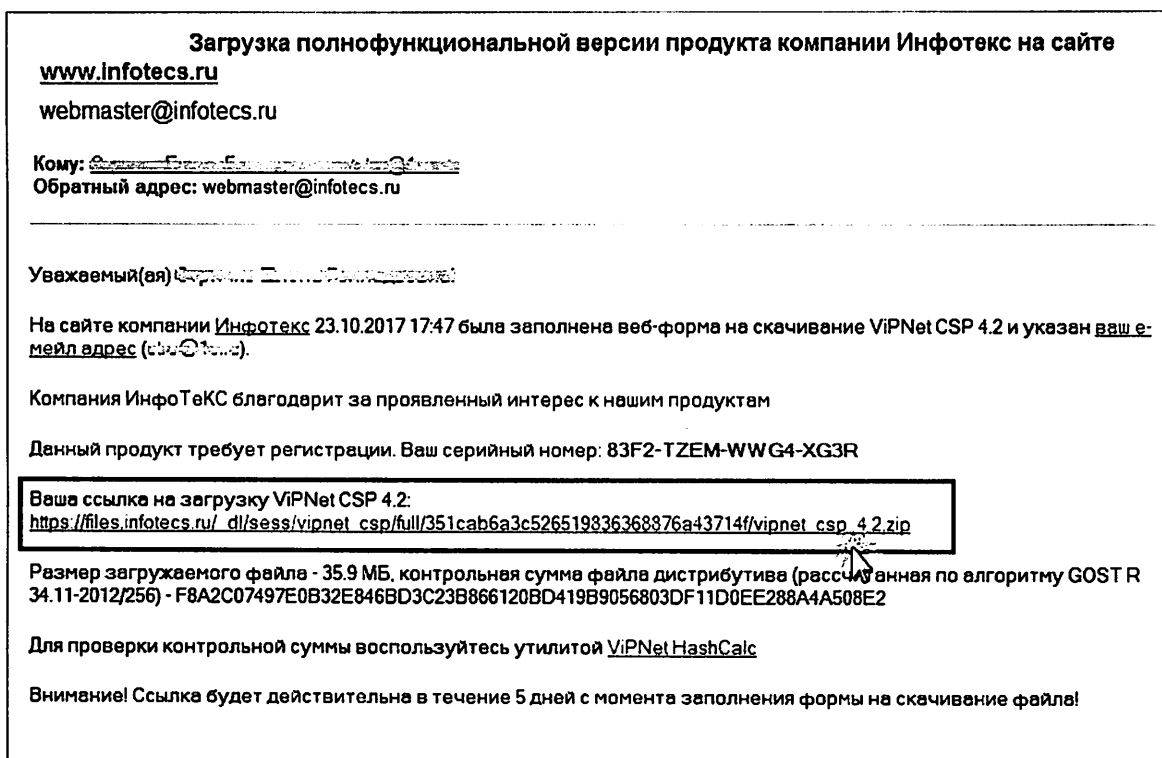 Загрузка полнофункциональной версии продукта компании Инфотекс на сайте
www.infotecs.ru
webmaster@infotecs.ru
Кому:
Обратный адрес: webmaster@infotecs.ru
Уважаемый(ая)
На сайте компании Инфотекс 23.10.2017 17:47 была заполнена веб-форма на скачивание ViPNet CSP 4.2 и указан ваш е-
мейл адрес
Компания ИнфоТеКС благодарит за проявленный интерес к нашим продуктам
Данный продукт требует регистрации. Ваш серийный номер: 83F2-TZEM-WWG4-XG3R
Ваша ссылка на загрузку ViPNet CSP 4.2:
https://files.infotecs.ru/_dl/sess/vipnet_csp/full/351cab6a3c526519836368876a43714f/vipnet_csp_4.2.zip
Размер загружаемого файла - 35.9 МБ, контрольная сумма файла дистрибутива (рассчитанная по алгоритму GOST R
34.11-2012/256) - F8A2C07497E0B32E846BD3C23B866120BD419B9056803DF11D0EE288A4A508E2
Для проверки контрольной суммы воспользуйтесь утилитой ViPNet HashCalc
Внимание! Ссылка будет действительна в течение 5 дней с момента заполнения формы на скачивание файла!